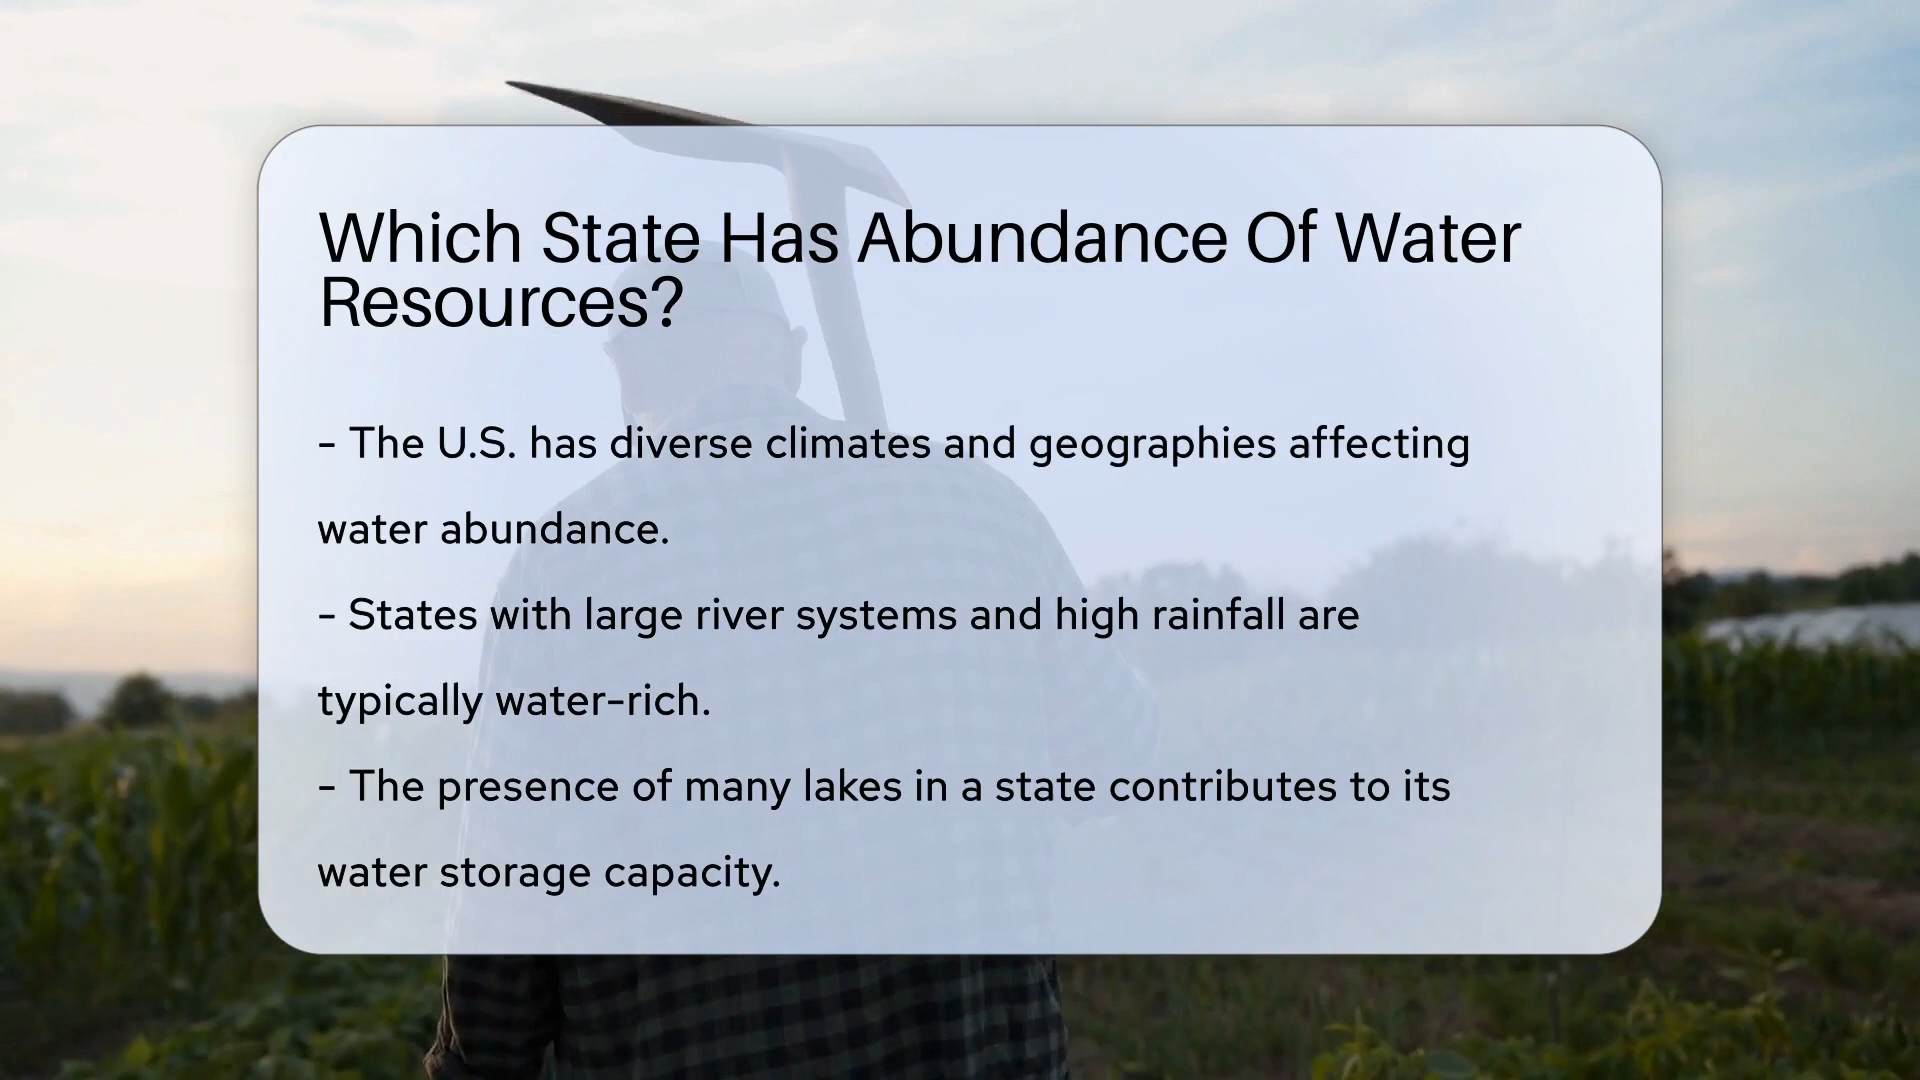 Which State Has Abundance Of Water
Resources?
- The U.S. has diverse climates and geographies affecting
water abundance.
- States with large river systems and high rainfall are
typically water-rich.
- The presence of many lakes in a state contributes to its
water storage capacity.